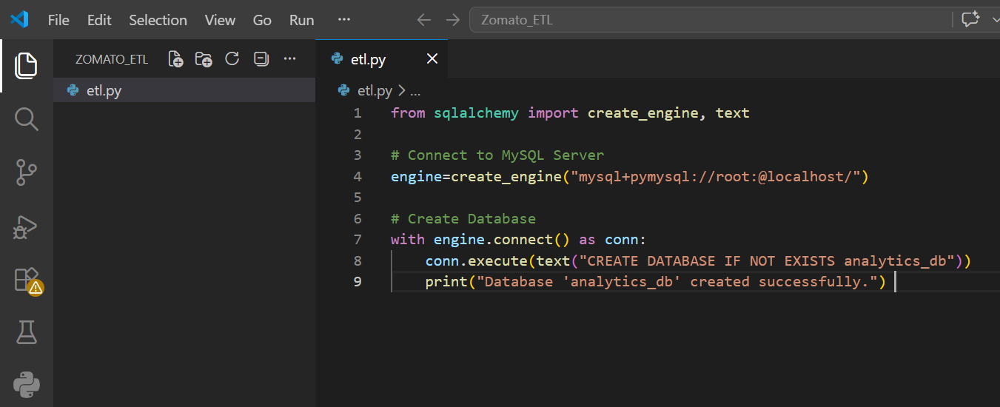 File Edit Selection View Go Run ... Zomato_ETL
ZOMATO_ETL ...
etl.py
etl.py
etl.py > ...
1 from sqlalchemy import create_engine, text
2
3 # Connect to MySQL Server
4 engine=create_engine("mysql+pymysql://root:@localhost/")
5
6 # Create Database
7 with engine.connect() as conn:
8     conn.execute(text("CREATE DATABASE IF NOT EXISTS analytics_db"))
9     print("Database 'analytics_db' created successfully.")